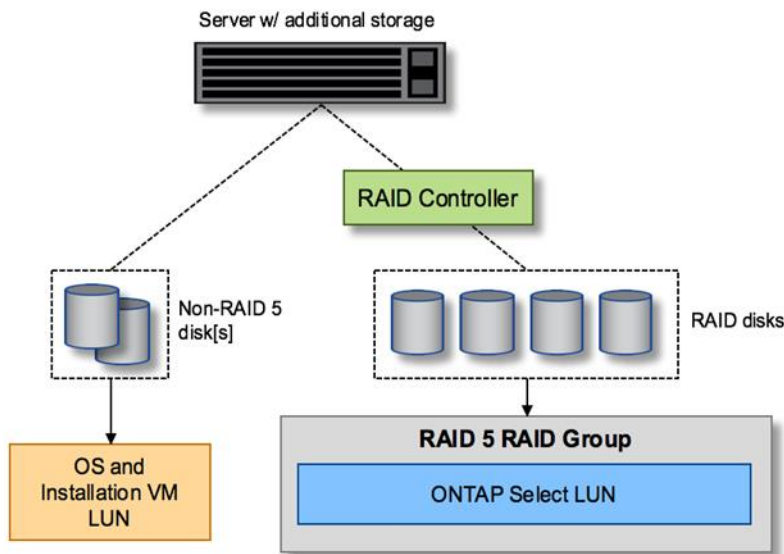 Server w/ additional storage
RAID Controller
Non-RAID 5
disk[s]
RAID disks
OS and
Installation VM
LUN
RAID 5 RAID Group
ONTAP Select LUN